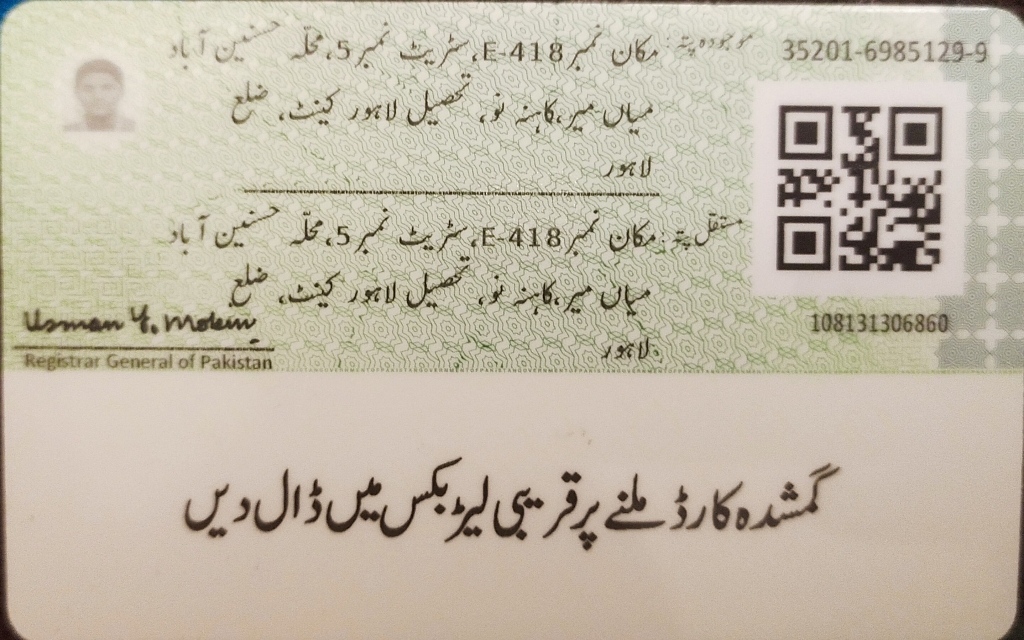 35201-6985129-9
موجودہ پتہ: مکان نمبر E-418، سٹریٹ نمبر 5، محلہ حسنین آباد
میاں میر، کاہنہ نو، تحصیل لاہور کینٹ، ضلع
لاہور
مستقل پتہ: مکان نمبر E-418، سٹریٹ نمبر 5، محلہ حسنین آباد
میاں میر، کاہنہ نو، تحصیل لاہور کینٹ، ضلع
لاہور
108131306860
Usman Y. Mobin
Registrar General of Pakistan
گمشدہ کارڈ ملنے پر قریبی لیٹر بکس میں ڈال دیں